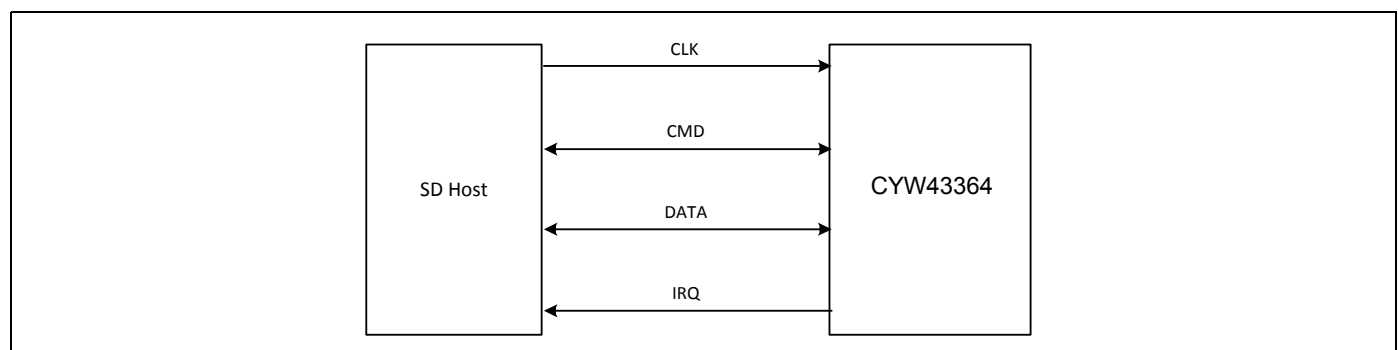 CLK
CMD
SD Host
CYW43364
DATA
IRQ